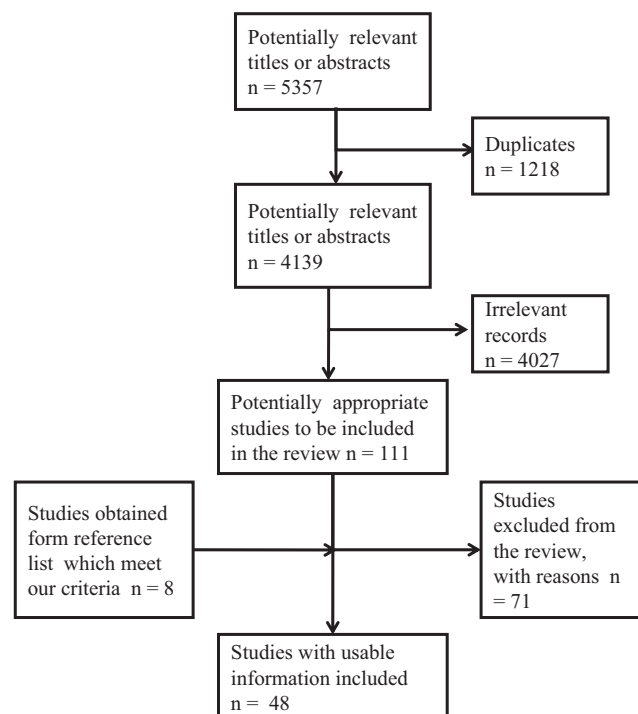 Potentially relevant
titles or abstracts
n = 5357
Duplicates
n = 1218
Potentially relevant
titles or abstracts
n = 4139
Irrelevant
records
n = 4027
Potentially appropriate
studies to be included
in the review n = 111
Studies obtained
form reference
list which meet
our criteria n = 8
Studies
excluded from
the review,
with reasons n
= 71
Studies with usable
information included
n = 48